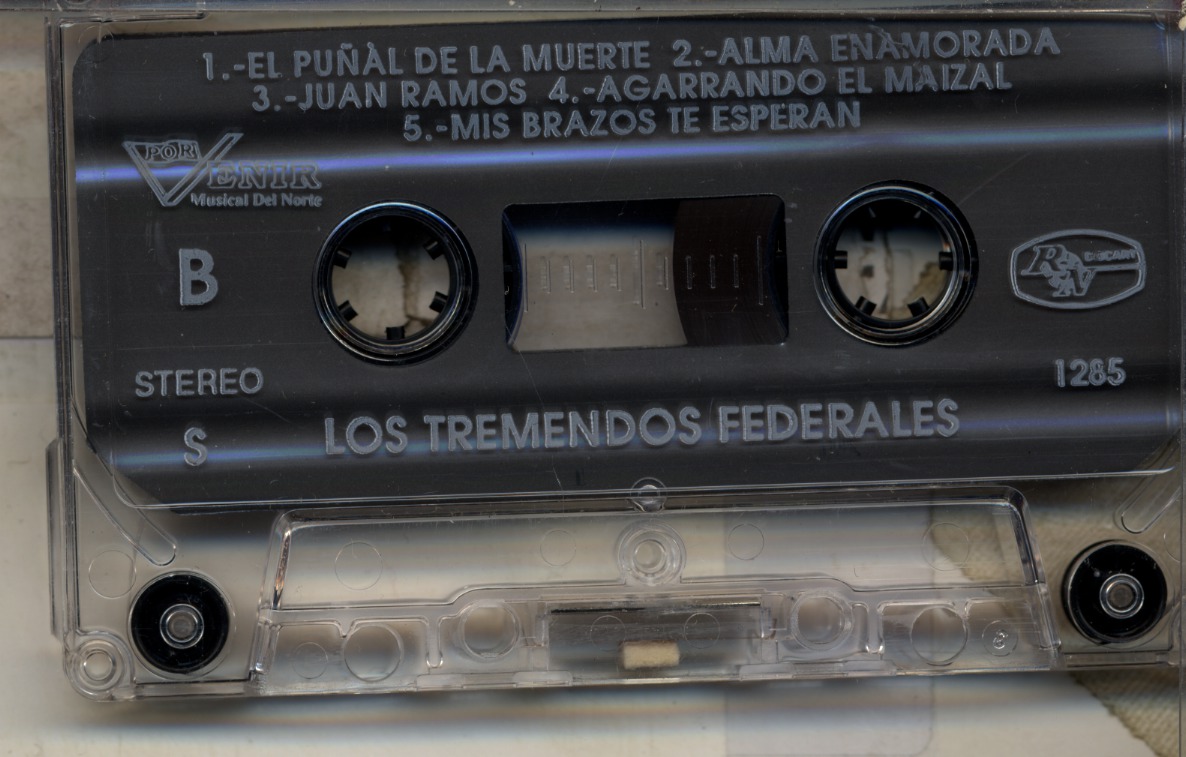 1.-EL PUÑÀL DE LA MUERTE 2.-ALMA ENAMORADA
3.-JUAN RAMOS 4.-AGARRANDO EL MAIZAL
5.-MIS BRAZOS TE ESPERAN
POR
VENIR
Musical Del Norte
B
STEREO
1285
S
LOS TREMENDOS FEDERALES